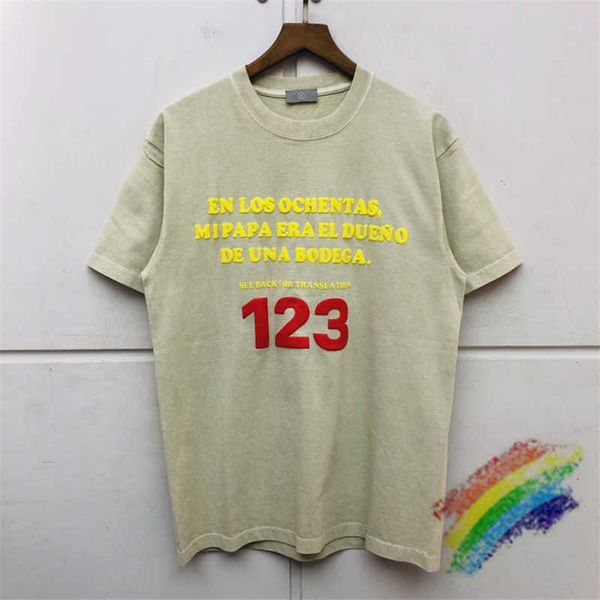 EN LOS OCHENTAS,
MI PAPA ERA EL DUEÑO
DE UNA BODEGA.
SEE BACK FOR TRANSLATION
123